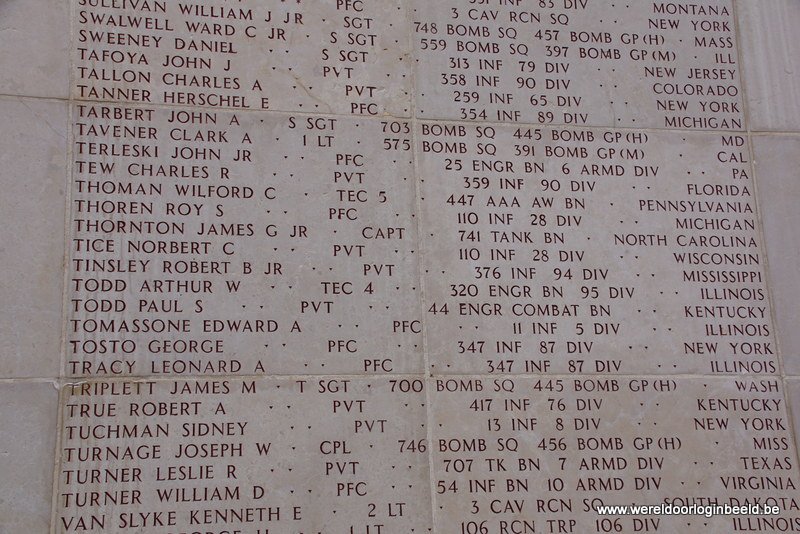 83 DIV · · MONTANA
PFC · · 3 CAV RCN SQ · · NEW YORK
SULLIVAN WILLIAM J JR · SGT · 748 BOMB SQ 457 BOMB GP(H) · MASS
SWALWELL WARD C JR · S SGT · 559 BOMB SQ 397 BOMB GP(M) · ILL
SWEENEY DANIEL · · S SGT · · 313 INF 79 DIV · · NEW JERSEY
TAFOYA JOHN J · · PVT · · 358 INF 90 DIV · · COLORADO
TALLON CHARLES A · · PVT · · 259 INF 65 DIV · · NEW YORK
TANNER HERSCHEL E · · PFC · · 354 INF 89 DIV · · MICHIGAN
TARBERT JOHN A · S SGT · 703 BOMB SQ 445 BOMB GP(H) · MD
TAVENER CLARK A · 1 LT · 575 BOMB SQ 391 BOMB GP(M) · CAL
TERLESKI JOHN JR · · PFC · · 25 ENGR BN 6 ARMD DIV · · PA
TEW CHARLES R · · PVT · · 359 INF 90 DIV · · FLORIDA
THOMAN WILFORD C · TEC 5 · · 447 AAA AW BN · PENNSYLVANIA
THOREN ROY S · · PFC · · 110 INF 28 DIV · · MICHIGAN
THORNTON JAMES G JR · CAPT · 741 TANK BN · NORTH CAROLINA
TICE NORBERT C · · PVT · · 110 INF 28 DIV · · WISCONSIN
TINSLEY ROBERT B JR · · PVT · · 376 INF 94 DIV · · MISSISSIPPI
TODD ARTHUR W · · TEC 4 · · 320 ENGR BN 95 DIV · · ILLINOIS
TODD PAUL S · · PVT · · 44 ENGR COMBAT BN · · KENTUCKY
TOMASSONE EDWARD A · · PFC · · 11 INF 5 DIV · · ILLINOIS
TOSTO GEORGE · · PFC · · 347 INF 87 DIV · · NEW YORK
TRACY LEONARD A · · PFC · · 347 INF 87 DIV · · ILLINOIS
TRIPLETT JAMES M · T SGT · 700 BOMB SQ 445 BOMB GP(H) · WASH
TRUE ROBERT A · · PVT · · 417 INF 76 DIV · · KENTUCKY
TUCHMAN SIDNEY · · PVT · · 13 INF 8 DIV · · NEW YORK
TURNAGE JOSEPH W · CPL · 746 BOMB SQ 456 BOMB GP(H) · MISS
TURNER LESLIE R · · PVT · · 707 TK BN 7 ARMD DIV · · TEXAS
TURNER WILLIAM D · · PFC · · 54 INF BN 10 ARMD DIV · VIRGINIA
VAN SLYKE KENNETH E · 2 LT · · 3 CAV RCN SQ · SOUTH DAKOTA
1 LT · · 106 RCN TRP 106 DIV · · ILLINOIS
www.wereldoorloginbeeld.be